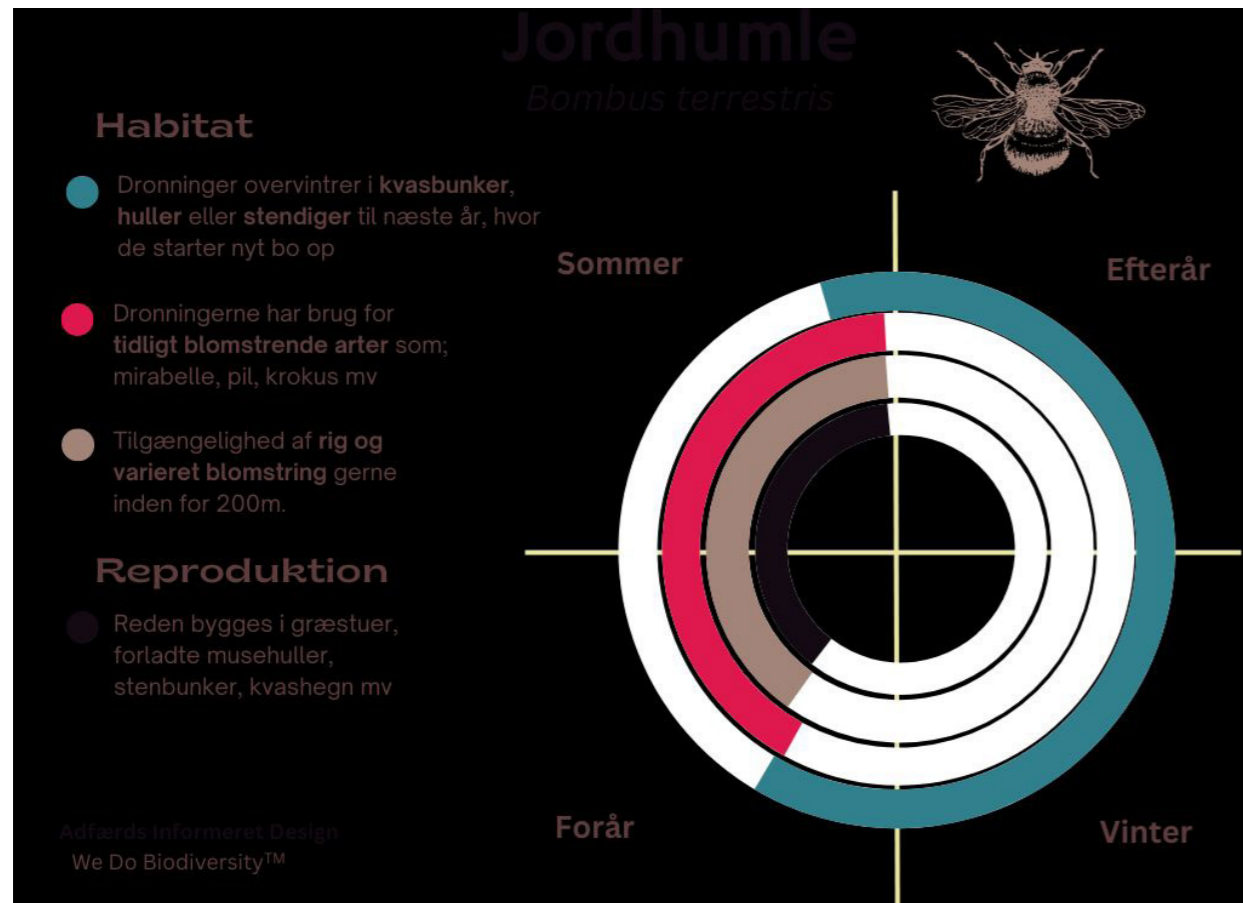 Jordhumle
Bombus terrestris
Habitat
Dronninger overvintrer i kvasbunker,
huller eller stendiger til næste år, hvor
de starter nyt bo op
Dronningerne har brug for
tidligt blomstrende arter som;
mirabelle, pil, krokus mv
Tilgængelighed af rig og
varieret blomstring gerne
inden for 200m.
Reproduktion
Reden bygges i græstuer,
forladte musehuller,
stenbunker, kvashegn mv
Adfærds Informeret Design
We Do Biodiversity™
Sommer
Efterår
Forår
Vinter